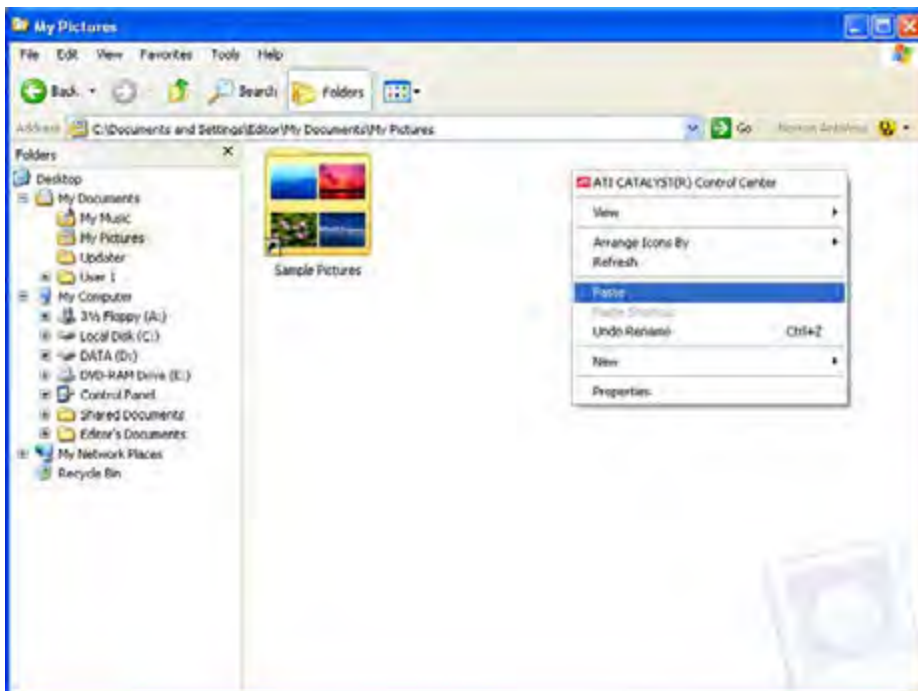 My Pictures
File Edit View Favorites Tools Help
Back Search Folders
Address C:\Documents and Settings\Editor\My Documents\My Pictures Go Norton AntiVirus
Folders
Desktop
My Documents
My Music
My Pictures
Updater
User 1
My Computer
3½ Floppy (A:)
Local Disk (C:)
DATA (D:)
DVD-RAM Drive (E:)
Control Panel
Shared Documents
Editor's Documents
My Network Places
Recycle Bin
Sample Pictures
ATI CATALYST(R) Control Center
View
Arrange Icons By
Refresh
Paste
Paste Shortcut
Undo Rename Ctrl+Z
New
Properties